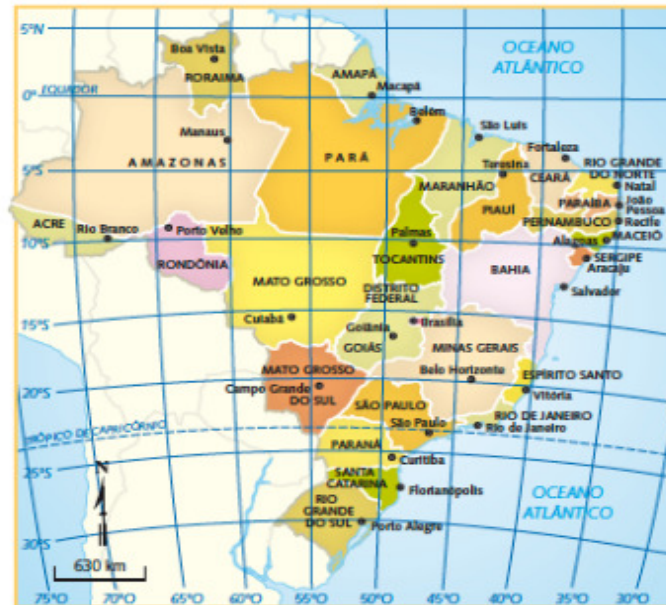 5°N
Boa Vista
RORAIMA
AMAPÁ
Macapá
OCEANO
ATLÂNTICO
0°
EQUADOR
Belém
Manaus
AMAZONAS
PARÁ
São Luis
Fortaleza
Teresina
CEARÁ
RIO GRANDE
DO NORTE
Natal
5°S
MARANHÃO
PIAUÍ
PARAÍBA
João
Pessoa
PERNAMBUCO
Recife
ACRE
Rio Branco
Porto Velho
Palmas
Alagoas
MACEIÓ
10°S
RONDÔNIA
TOCANTINS
SERGIPE
Aracaju
MATO GROSSO
DISTRITO
FEDERAL
BAHIA
Salvador
Cuiabá
Goiânia
Brasília
15°S
GOIÁS
MINAS GERAIS
MATO GROSSO
DO SUL
Campo Grande
Belo Horizonte
ESPÍRITO SANTO
Vitória
20°S
SÃO PAULO
São Paulo
RIO DE JANEIRO
Rio de Janeiro
TRÓPICO DE CAPRICÓRNIO
PARANÁ
Curitiba
25°S
N
SANTA
CATARINA
Florianópolis
OCEANO
ATLÂNTICO
RIO
GRANDE
DO SUL
Porto Alegre
30°S
630 km
75°O
70°O
65°O
60°O
55°O
50°O
45°O
40°O
35°O
30°O